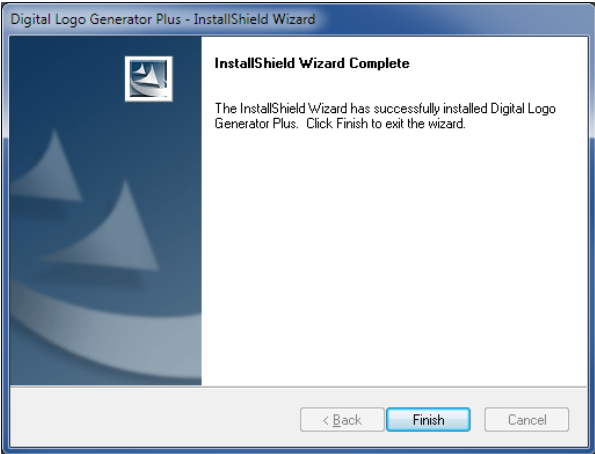 Digital Logo Generator Plus - InstallShield Wizard
InstallShield Wizard Complete
The InstallShield Wizard has successfully installed Digital Logo
Generator Plus. Click Finish to exit the wizard.
< Back
Finish
Cancel